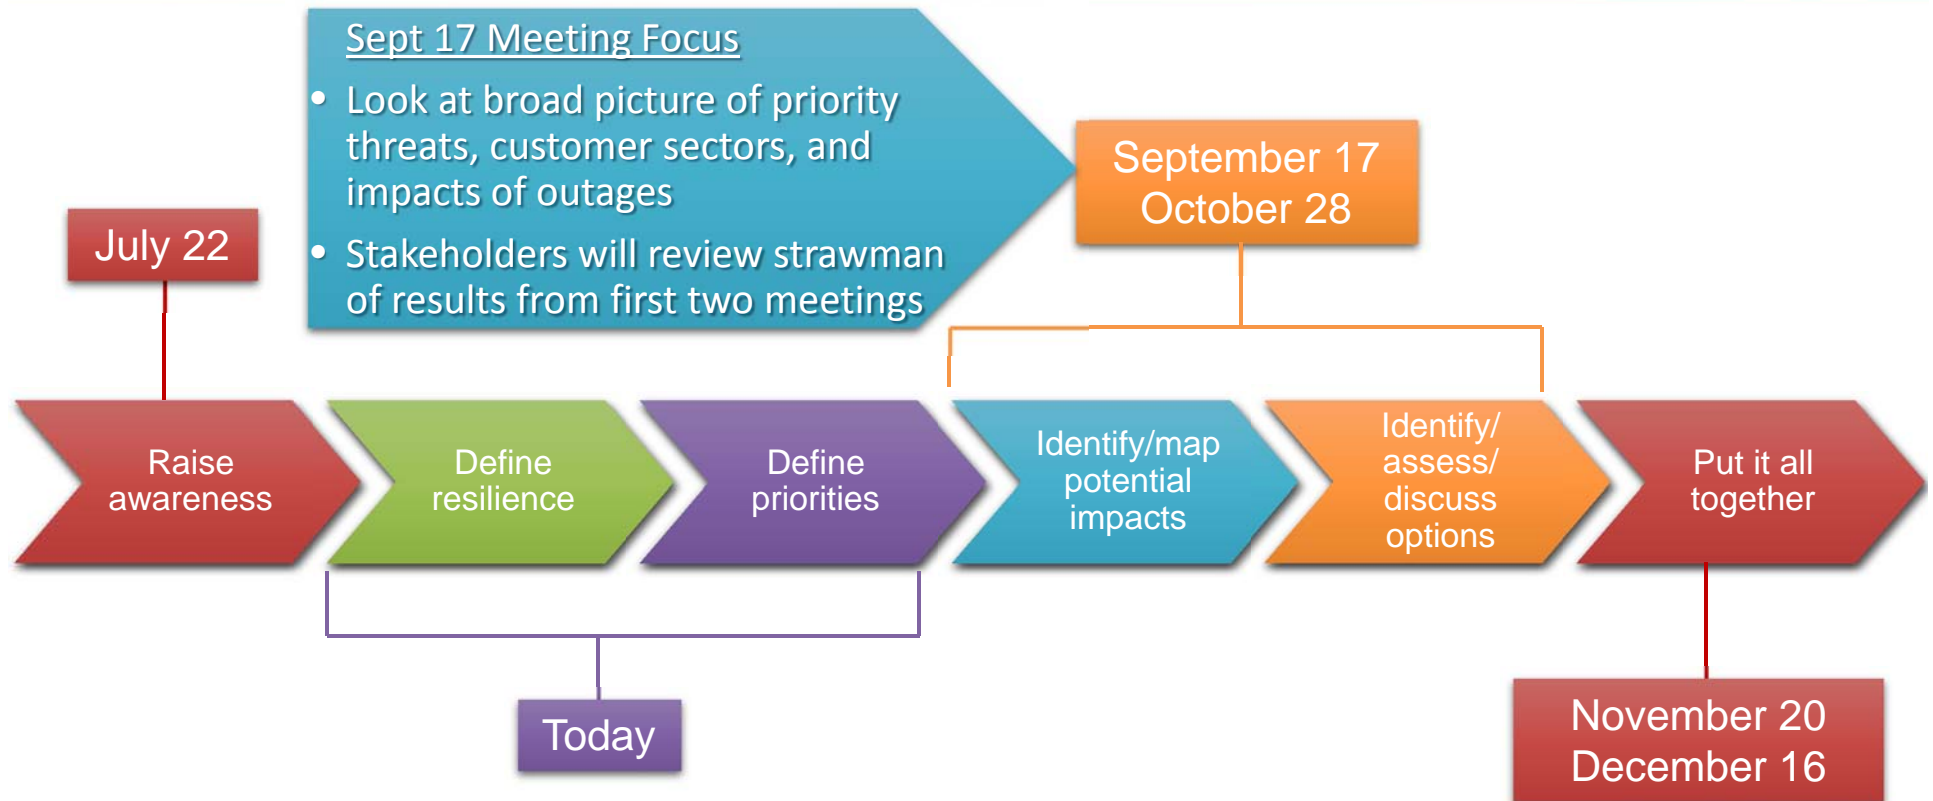 Sept 17 Meeting Focus
• Look at broad picture of priority
threats, customer sectors, and
impacts of outages
• Stakeholders will review strawman
of results from first two meetings
September 17
October 28
July 22
Raise
awareness
Define
resilience
Define
priorities
Identify/map
potential
impacts
Identify/
assess/
discuss
options
Put it all
together
Today
November 20
December 16